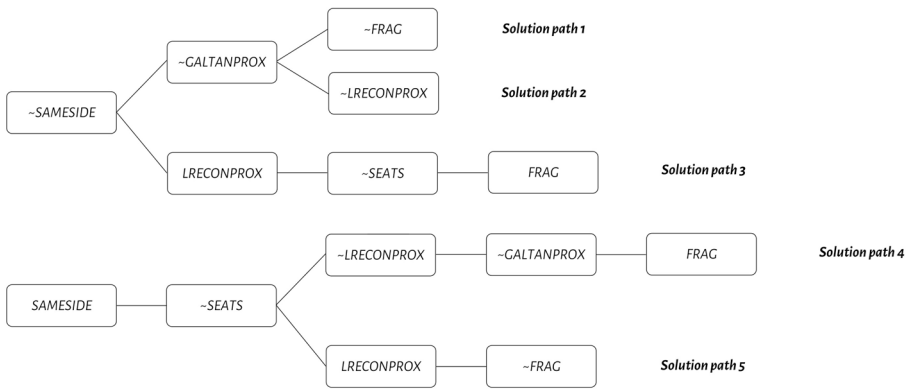 ~FRAG Solution path 1
~GALTANPROX
~LRECONPROX Solution path 2
~SAMESIDE
LRECONPROX ~SEATS FRAG Solution path 3
~LRECONPROX ~GALTANPROX FRAG Solution path 4
SAMESIDE ~SEATS
LRECONPROX ~FRAG Solution path 5